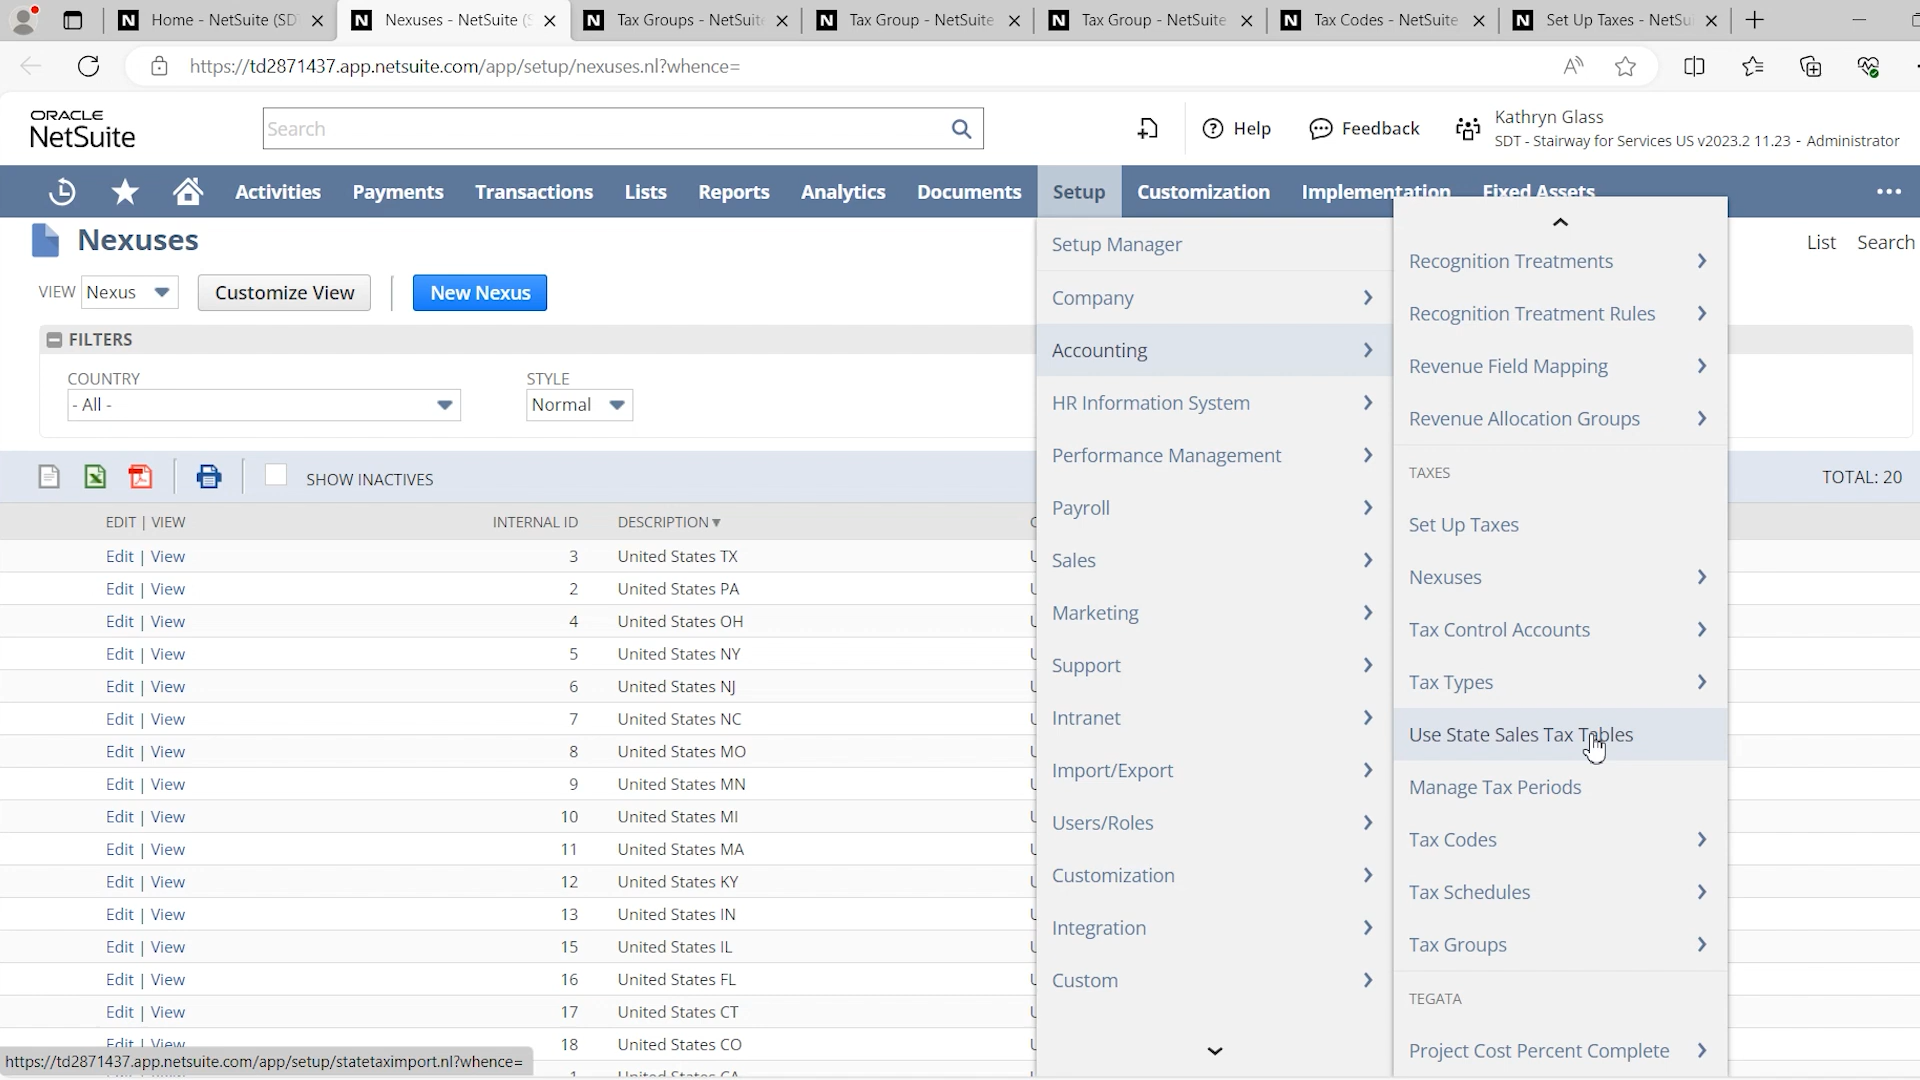 Home - NetSuite (SD
Nexuses - NetSuite (S
Tax Groups - NetSuite
Tax Group - NetSuite
Tax Group - NetSuite
Tax Codes - NetSuite
Set Up Taxes - NetSu
https://td2871437.app.netsuite.com/app/setup/nexuses.nl?whence=
ORACLE
NetSuite
Search
Help
Feedback
Kathryn Glass
SDT - Stairway for Services US v2023.2 11.23 - Administrator
Activities
Payments
Transactions
Lists
Reports
Analytics
Documents
Setup
Customization
Implementation
Fixed Assets
Nexuses
List
Search
VIEW
Nexus
Customize View
New Nexus
FILTERS
COUNTRY
- All -
STYLE
Normal
SHOW INACTIVES
TOTAL: 20
EDIT | VIEW
INTERNAL ID
DESCRIPTION
Edit | View 3 United States TX
Edit | View 2 United States PA
Edit | View 4 United States OH
Edit | View 5 United States NY
Edit | View 6 United States NJ
Edit | View 7 United States NC
Edit | View 8 United States MO
Edit | View 9 United States MN
Edit | View 10 United States MI
Edit | View 11 United States MA
Edit | View 12 United States KY
Edit | View 13 United States IN
Edit | View 15 United States IL
Edit | View 16 United States FL
Edit | View 17 United States CT
Edit | View 18 United States CO
United States CA
https://td2871437.app.netsuite.com/app/setup/statetaximport.nl?whence=
Setup Manager
Company
Accounting
HR Information System
Performance Management
Payroll
Sales
Marketing
Support
Intranet
Import/Export
Users/Roles
Customization
Integration
Custom
Recognition Treatments
Recognition Treatment Rules
Revenue Field Mapping
Revenue Allocation Groups
TAXES
Set Up Taxes
Nexuses
Tax Control Accounts
Tax Types
Use State Sales Tax Tables
Manage Tax Periods
Tax Codes
Tax Schedules
Tax Groups
TEGATA
Project Cost Percent Complete